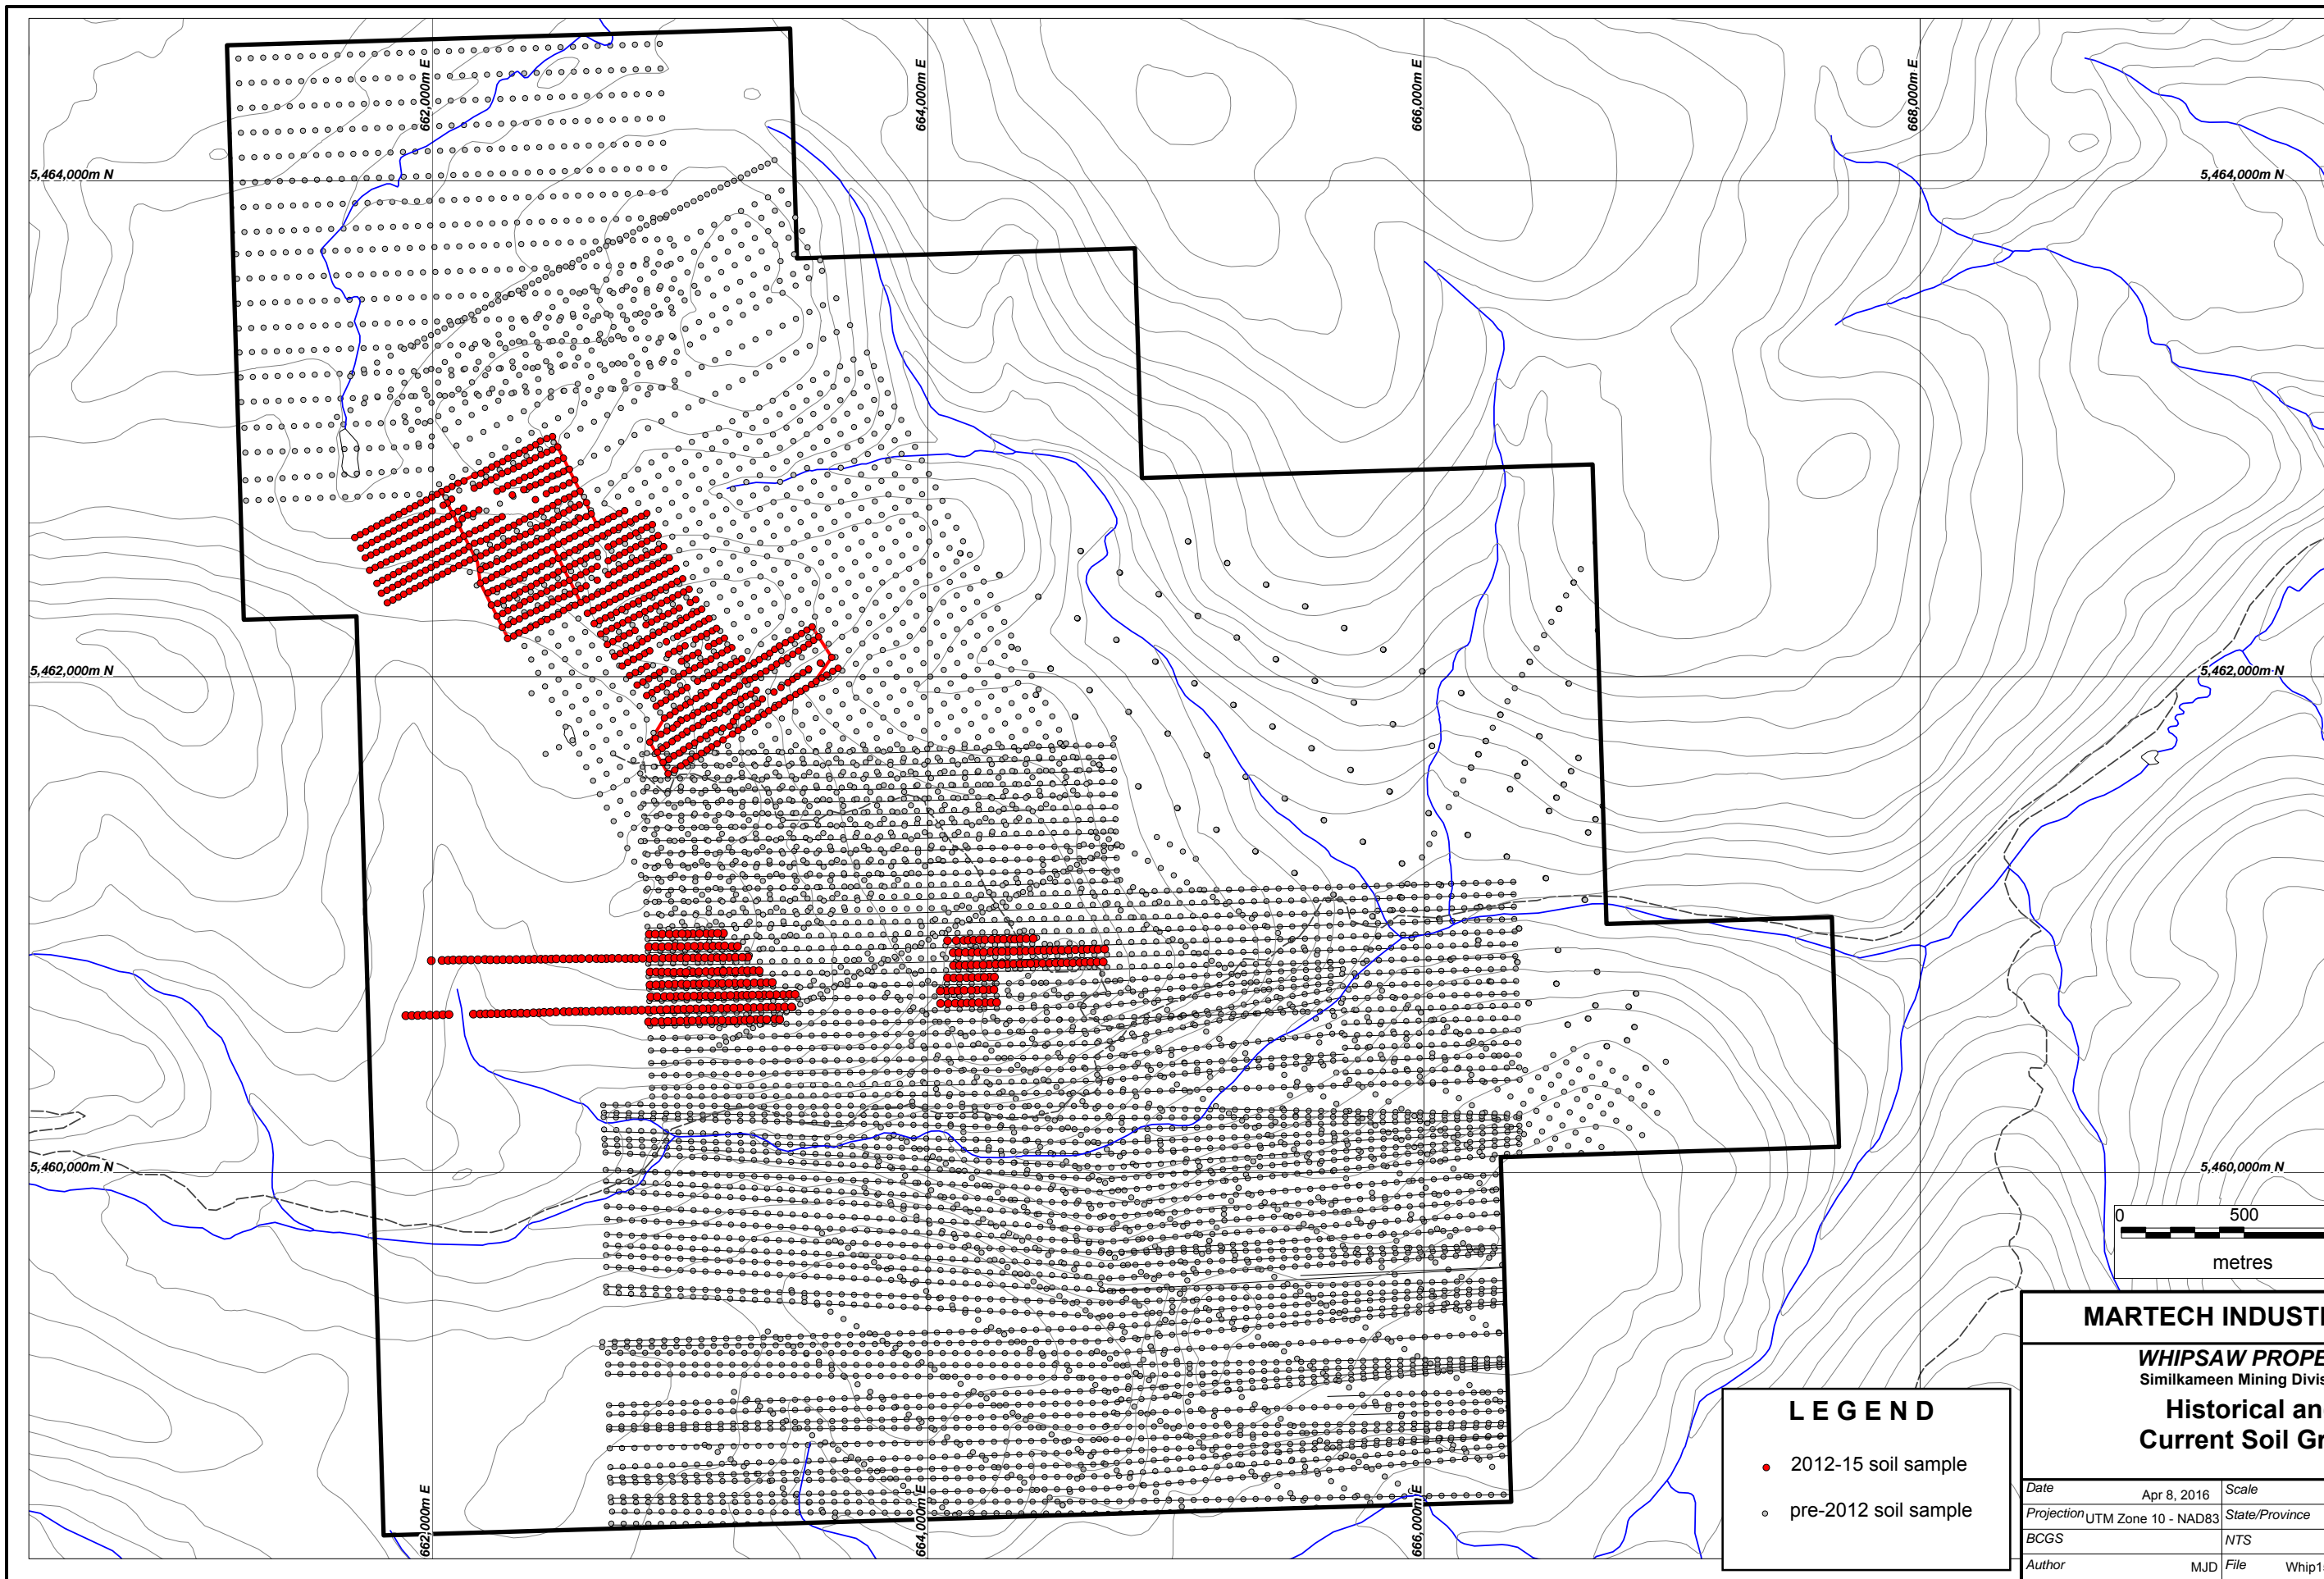 662,000m E
664,000m E
666,000m E
668,000m E
5,464,000m N
5,464,000m N
5,462,000m N
5,462,000m N
5,460,000m N
5,460,000m N
0 500
metres
MARTECH INDUSTI
WHIPSAW PROPE
Similkameen Mining Divis
Historical an
Current Soil Gr
LEGEND
2012-15 soil sample
pre-2012 soil sample
Date Apr 8, 2016 Scale
Projection UTM Zone 10 - NAD83 State/Province
BCGS NTS
Author MJD File Whip1
662,000m E
664,000m E
666,000m E